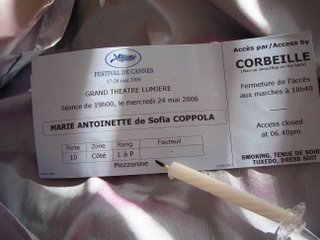 FESTIVAL DE CANNES
17-28 mai 2006
GRAND THEATRE LUMIERE
Séance de 19h00, le mercredi 24 mai 2006
MARIE ANTOINETTE de Sofia COPPOLA
Porte Zone Rang Fauteuil
10 Côté L à P -
Mezzanine
Accès par / Access by
CORBEILLE
Fermeture de l'accès
aux marches à 18h40
Access closed
at 06.40pm
SMOKING, TENUE DE SOIR
TUXEDO, DRESS SUIT